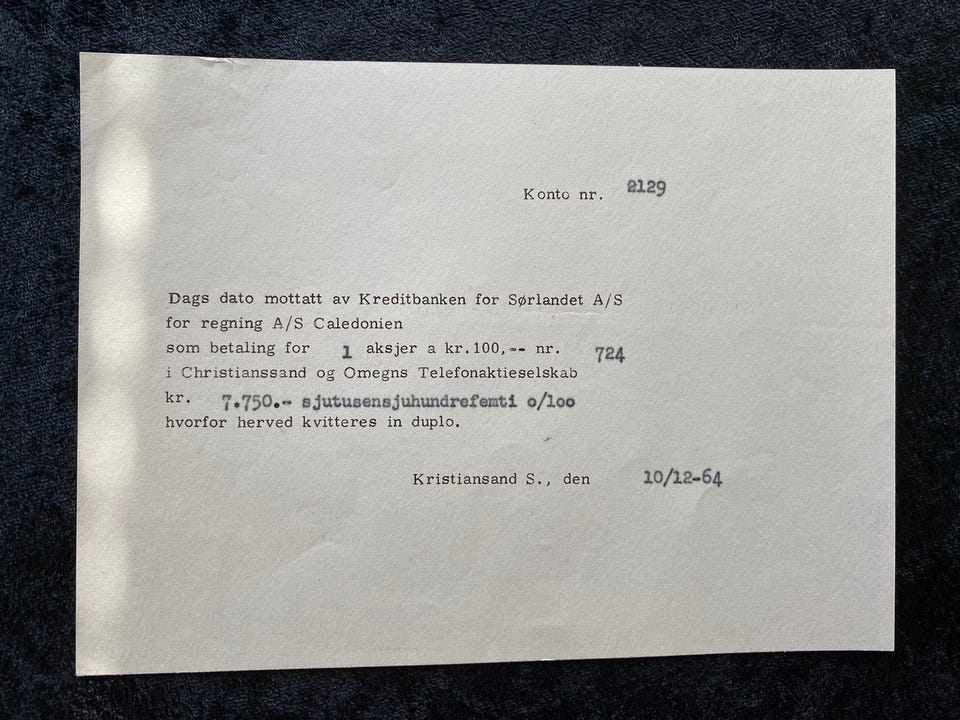 Konto nr. 2129
Dags dato mottatt av Kreditbanken for Sørlandet A/S
for regning A/S Caledonien
som betaling for 1 aksjer a kr.100,-- nr. 724
i Christianssand og Omegns Telefonaktieselskab
kr. 7.750.- sjutusensjuhundrefemti o/loo
hvorfor herved kvitteres in duplo.
Kristiansand S., den 10/12-64